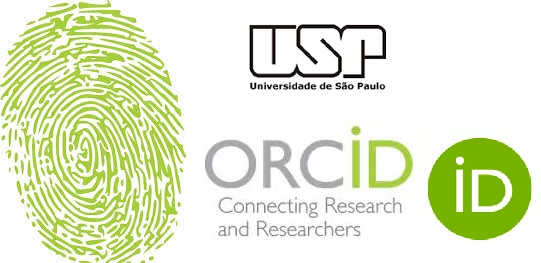 USP
Universidade de São Paulo
ORCiD
Connecting Research
and Researchers
iD